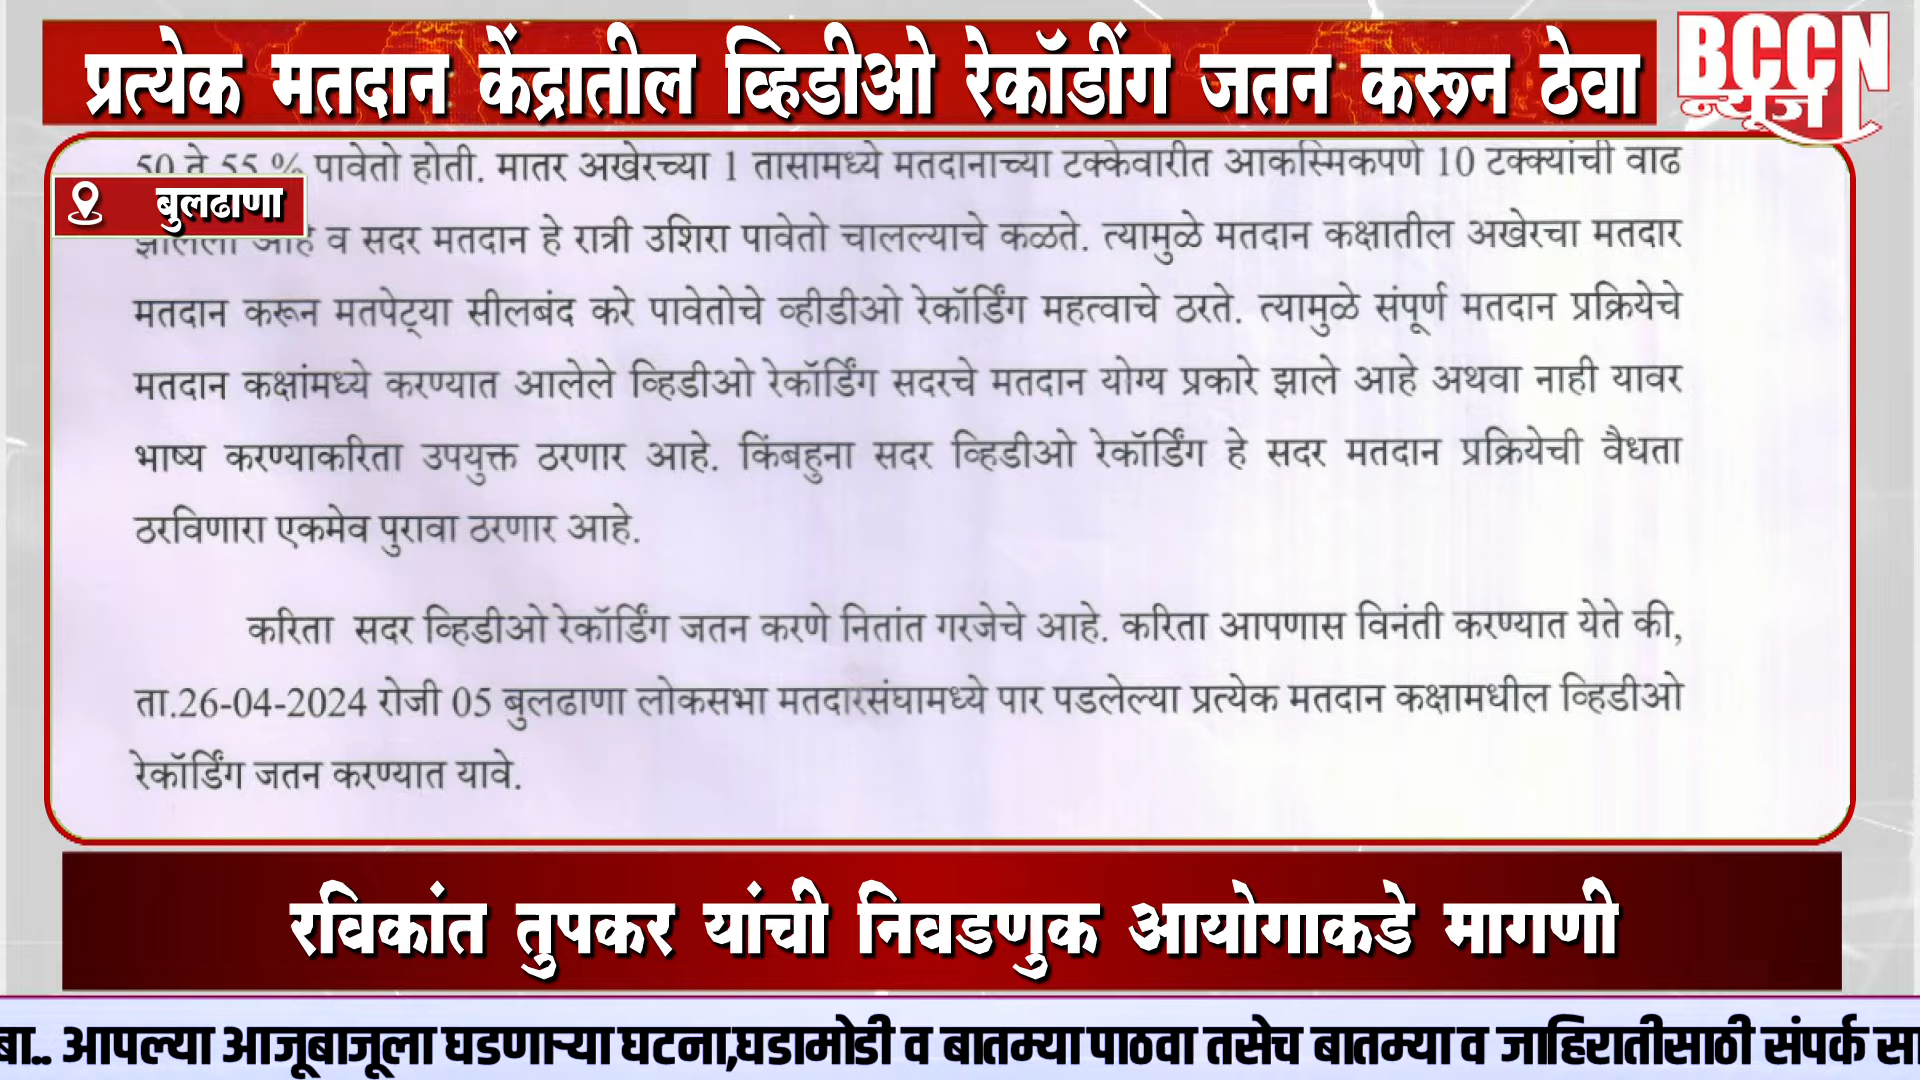 प्रत्येक मतदान केंद्रातील व्हिडीओ रेकॉर्डींग जतन करून ठेवा
BCCN
न्यूज
50 ते 55 % पावेतो होती. मातर अखेरच्या 1 तासामध्ये मतदानाच्या टक्केवारीत आकस्मिकपणे 10 टक्क्यांची वाढ
बुलढाणा
झालेली आहे व सदर मतदान हे रात्री उशिरा पावेतो चालल्याचे कळते. त्यामुळे मतदान कक्षातील अखेरचा मतदार
मतदान करून मतपेट्या सीलबंद करे पावेतोचे व्हीडीओ रेकॉर्डिंग महत्वाचे ठरते. त्यामुळे संपूर्ण मतदान प्रक्रियेचे
मतदान कक्षांमध्ये करण्यात आलेले व्हिडीओ रेकॉर्डिंग सदरचे मतदान योग्य प्रकारे झाले आहे अथवा नाही यावर
भाष्य करण्याकरिता उपयुक्त ठरणार आहे. किंबहुना सदर व्हिडीओ रेकॉर्डिंग हे सदर मतदान प्रक्रियेची वैधता
ठरविणारा एकमेव पुरावा ठरणार आहे.
करिता सदर व्हिडीओ रेकॉर्डिंग जतन करणे नितांत गरजेचे आहे. करिता आपणास विनंती करण्यात येते की,
ता.26-04-2024 रोजी 05 बुलढाणा लोकसभा मतदारसंघामध्ये पार पडलेल्या प्रत्येक मतदान कक्षामधील व्हिडीओ
रेकॉर्डिंग जतन करण्यात यावे.
रविकांत तुपकर यांची निवडणुक आयोगाकडे मागणी
बा.. आपल्या आजूबाजूला घडणाऱ्या घटना,घडामोडी व बातम्या पाठवा तसेच बातम्या व जाहिरातीसाठी संपर्क सा